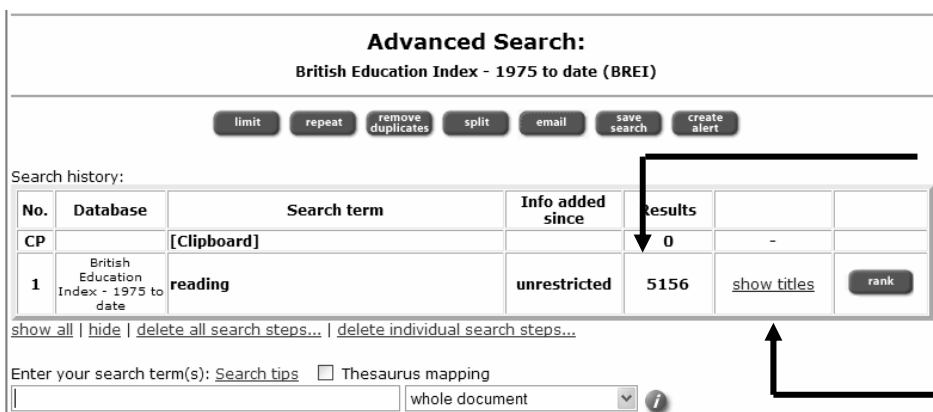 Advanced Search:
British Education Index - 1975 to date (BREI)
limit repeat remove duplicates split email save search create alert
Search history:
No. Database Search term Info added since Results
CP [Clipboard] 0 -
1 British Education Index - 1975 to date reading unrestricted 5156 show titles rank
show all | hide | delete all search steps... | delete individual search steps...
Enter your search term(s): Search tips Thesaurus mapping
whole document i